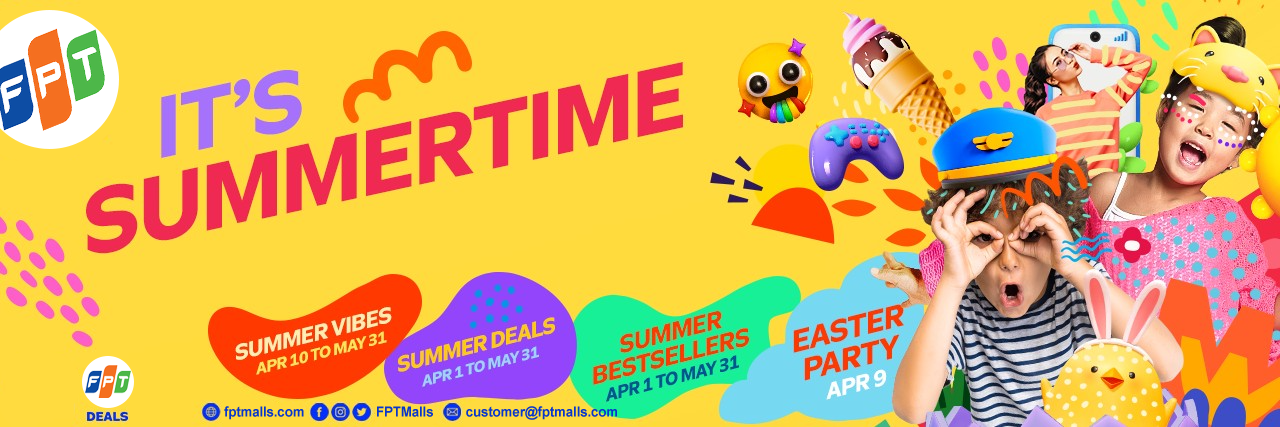 FPT
IT'S
SUMMERTIME
SUMMER VIBES
APR 10 TO MAY 31
SUMMER DEALS
APR 1 TO MAY 31
SUMMER
BESTSELLERS
APR 1 TO MAY 31
EASTER
PARTY
APR 9
FPT
DEALS
fptmalls.com
FPTMalls
customer@fptmalls.com